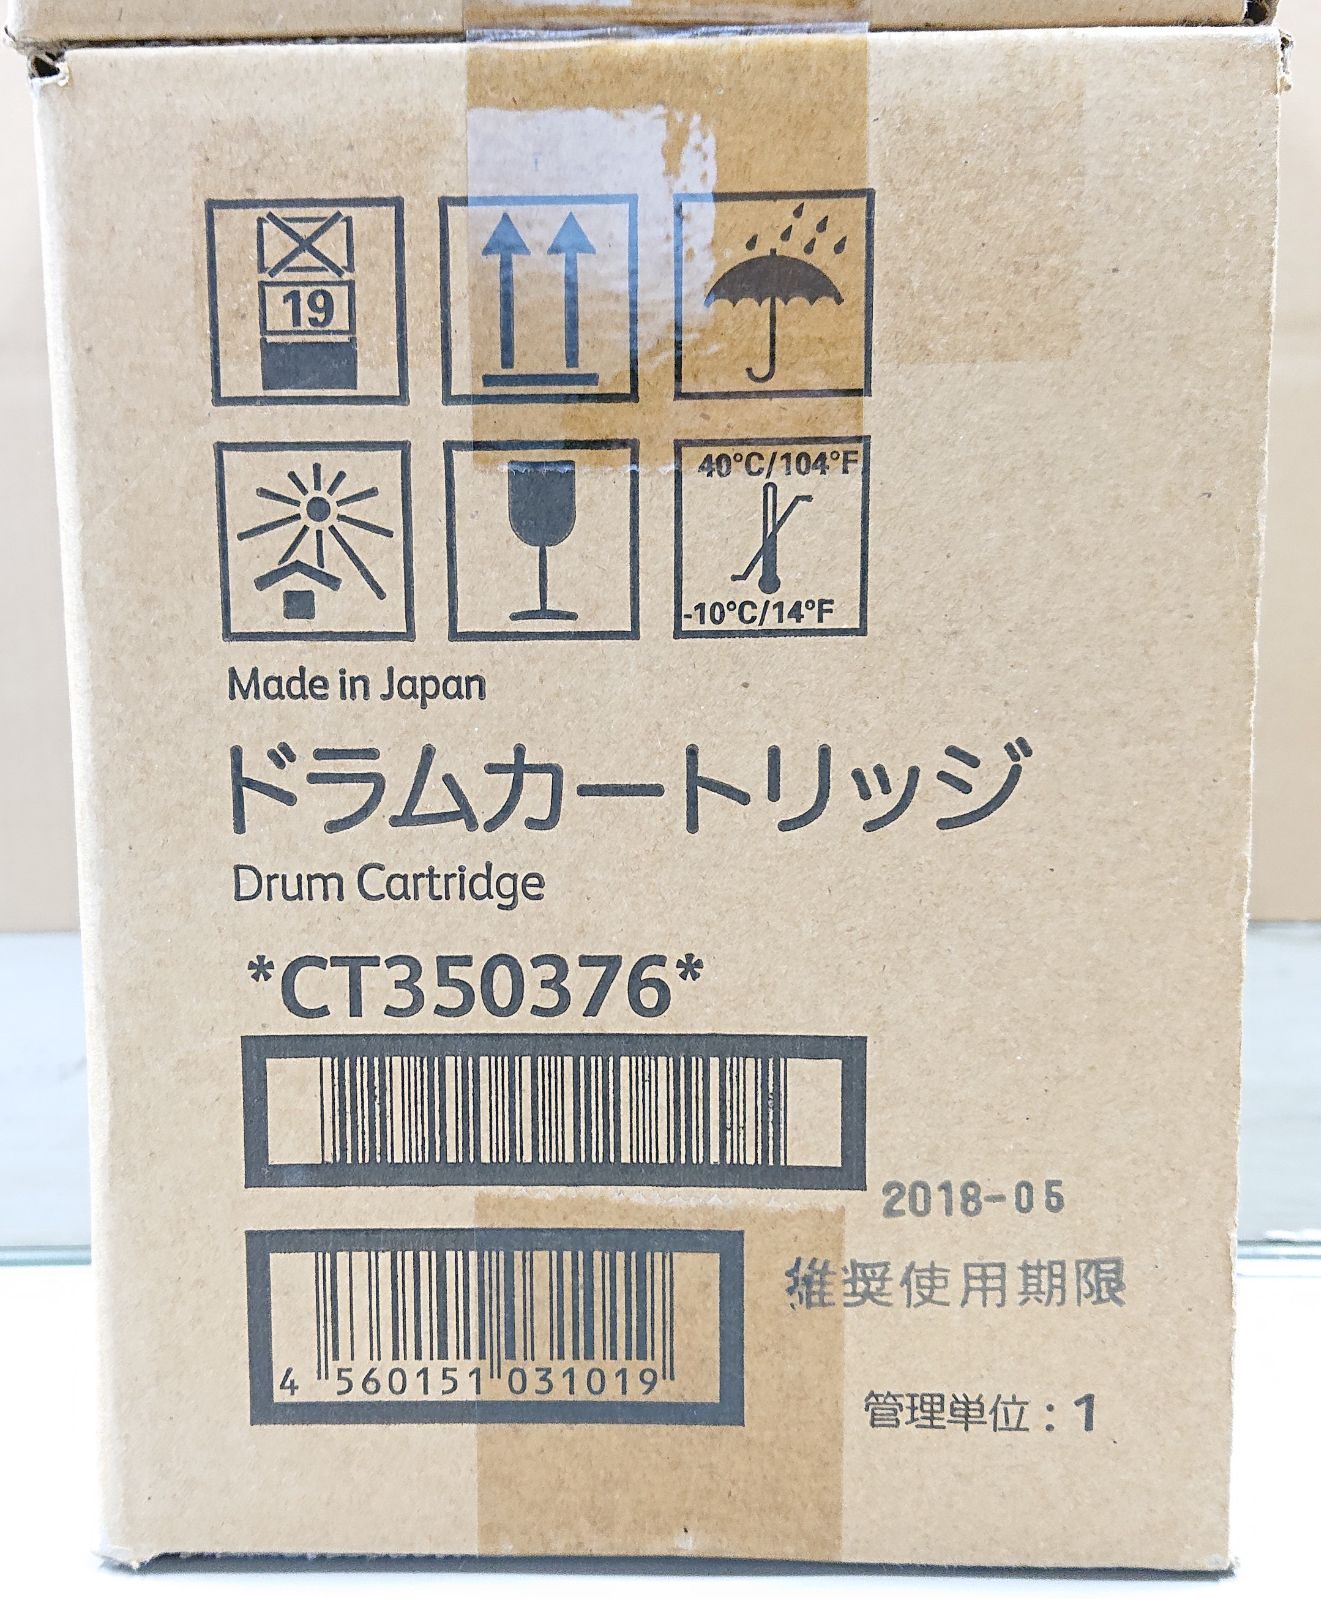 19
40°C/104°F
-10°C/14°F
Made in Japan
ドラムカートリッジ
Drum Cartridge
*CT350376*
2018-05
推奨使用期限
4 560151 031019
管理単位：1